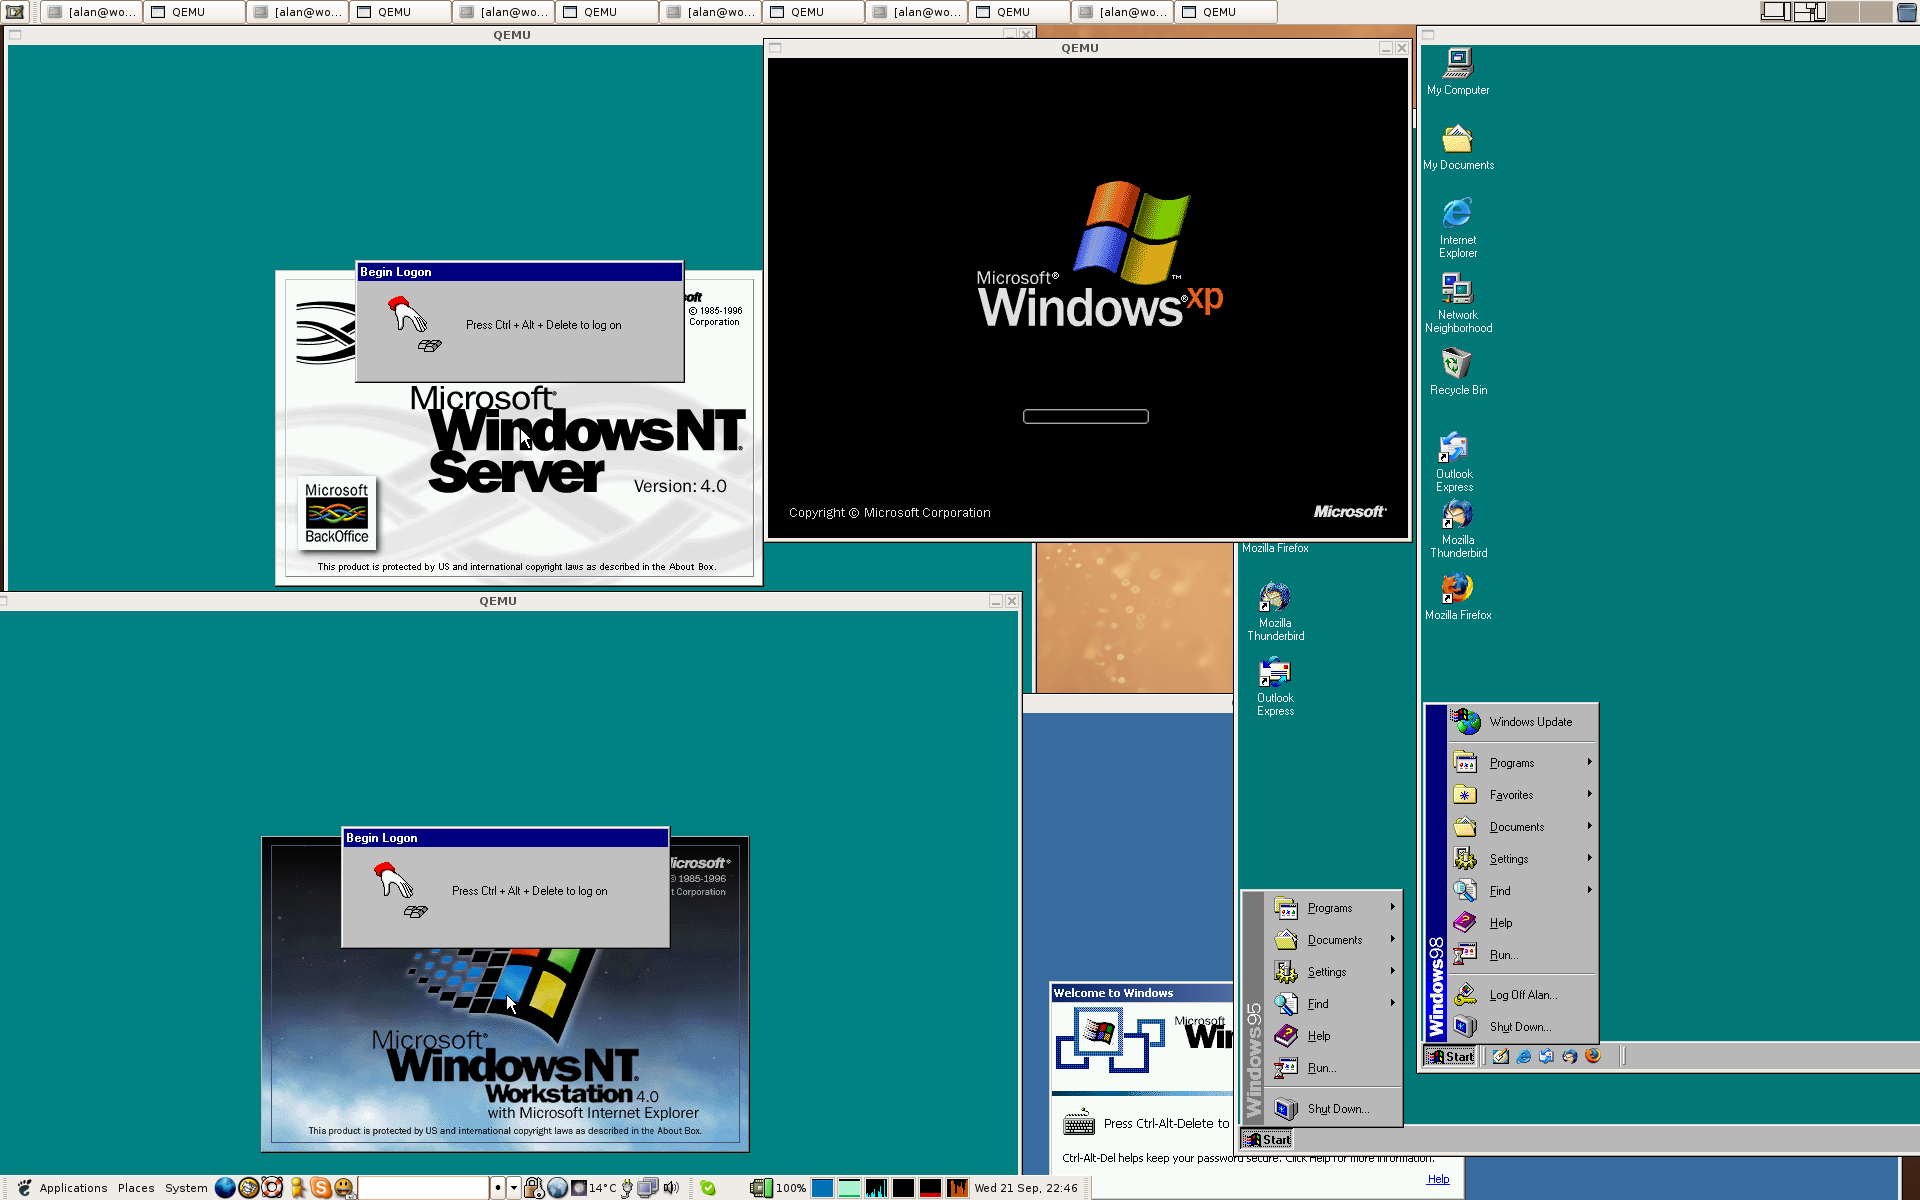 [alan@wo...
QEMU
[alan@wo...
QEMU
[alan@wo...
QEMU
[alan@wo...
QEMU
[alan@wo...
QEMU
[alan@wo...
QEMU
QEMU
Begin Logon
Press Ctrl + Alt + Delete to log on
© 1985-1996
Corporation
Microsoft
Windows NT
Server
Version: 4.0
Microsoft
BackOffice
This product is protected by US and international copyright laws as described in the About Box.
QEMU
Microsoft®
Windows® xp
TM
Copyright © Microsoft Corporation
Microsoft®
My Computer
My Documents
Internet
Explorer
Network
Neighborhood
Recycle Bin
Outlook
Express
Mozilla
Thunderbird
Mozilla Firefox
Mozilla Firefox
Mozilla
Thunderbird
Outlook
Express
QEMU
Begin Logon
Press Ctrl + Alt + Delete to log on
icrosoft®
1985-1996
t Corporation
Microsoft
Windows NT
Workstation 4.0
with Microsoft Internet Explorer
This product is protected by US and international copyright laws as described in the About Box.
Welcome to Windows
Microsoft
Wi
Press Ctrl-Alt-Delete to
Ctrl-Alt-Del helps keep your password secure. Click Help for more information.
Help
Windows95
Programs
Documents
Settings
Find
Help
Run...
Shut Down...
Start
Windows98
Windows Update
Programs
Favorites
Documents
Settings
Find
Help
Run...
Log Off Alan...
Shut Down...
Start
Applications Places System
14°C
100%
Wed 21 Sep, 22:46